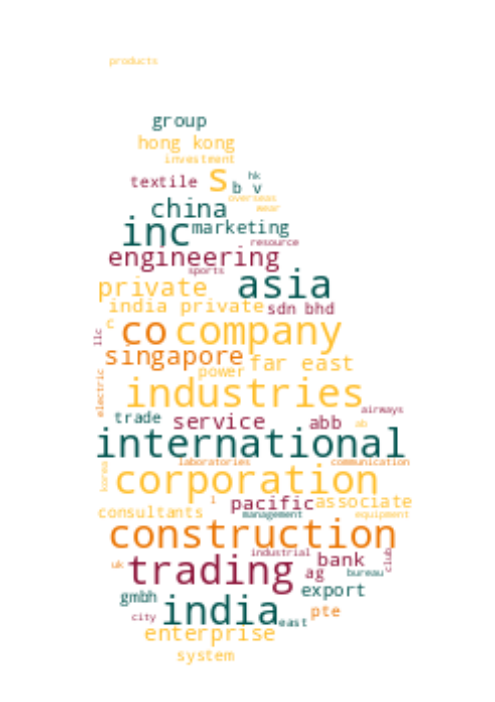 products
group
hong kong
investment
textile s b v hk
overseas
china wear
inc marketing
resource
engineering
sports
private asia
india private sdn bhd
c
llc co company
singapore far east
power
electric industries
airways
trade service abb ab
international
laboratories communication
korea corporation
l pacific associate
consultants management equipment
construction
industrial
uk trading bank club
ag bureau
gmbh export
city india east pte
enterprise
system